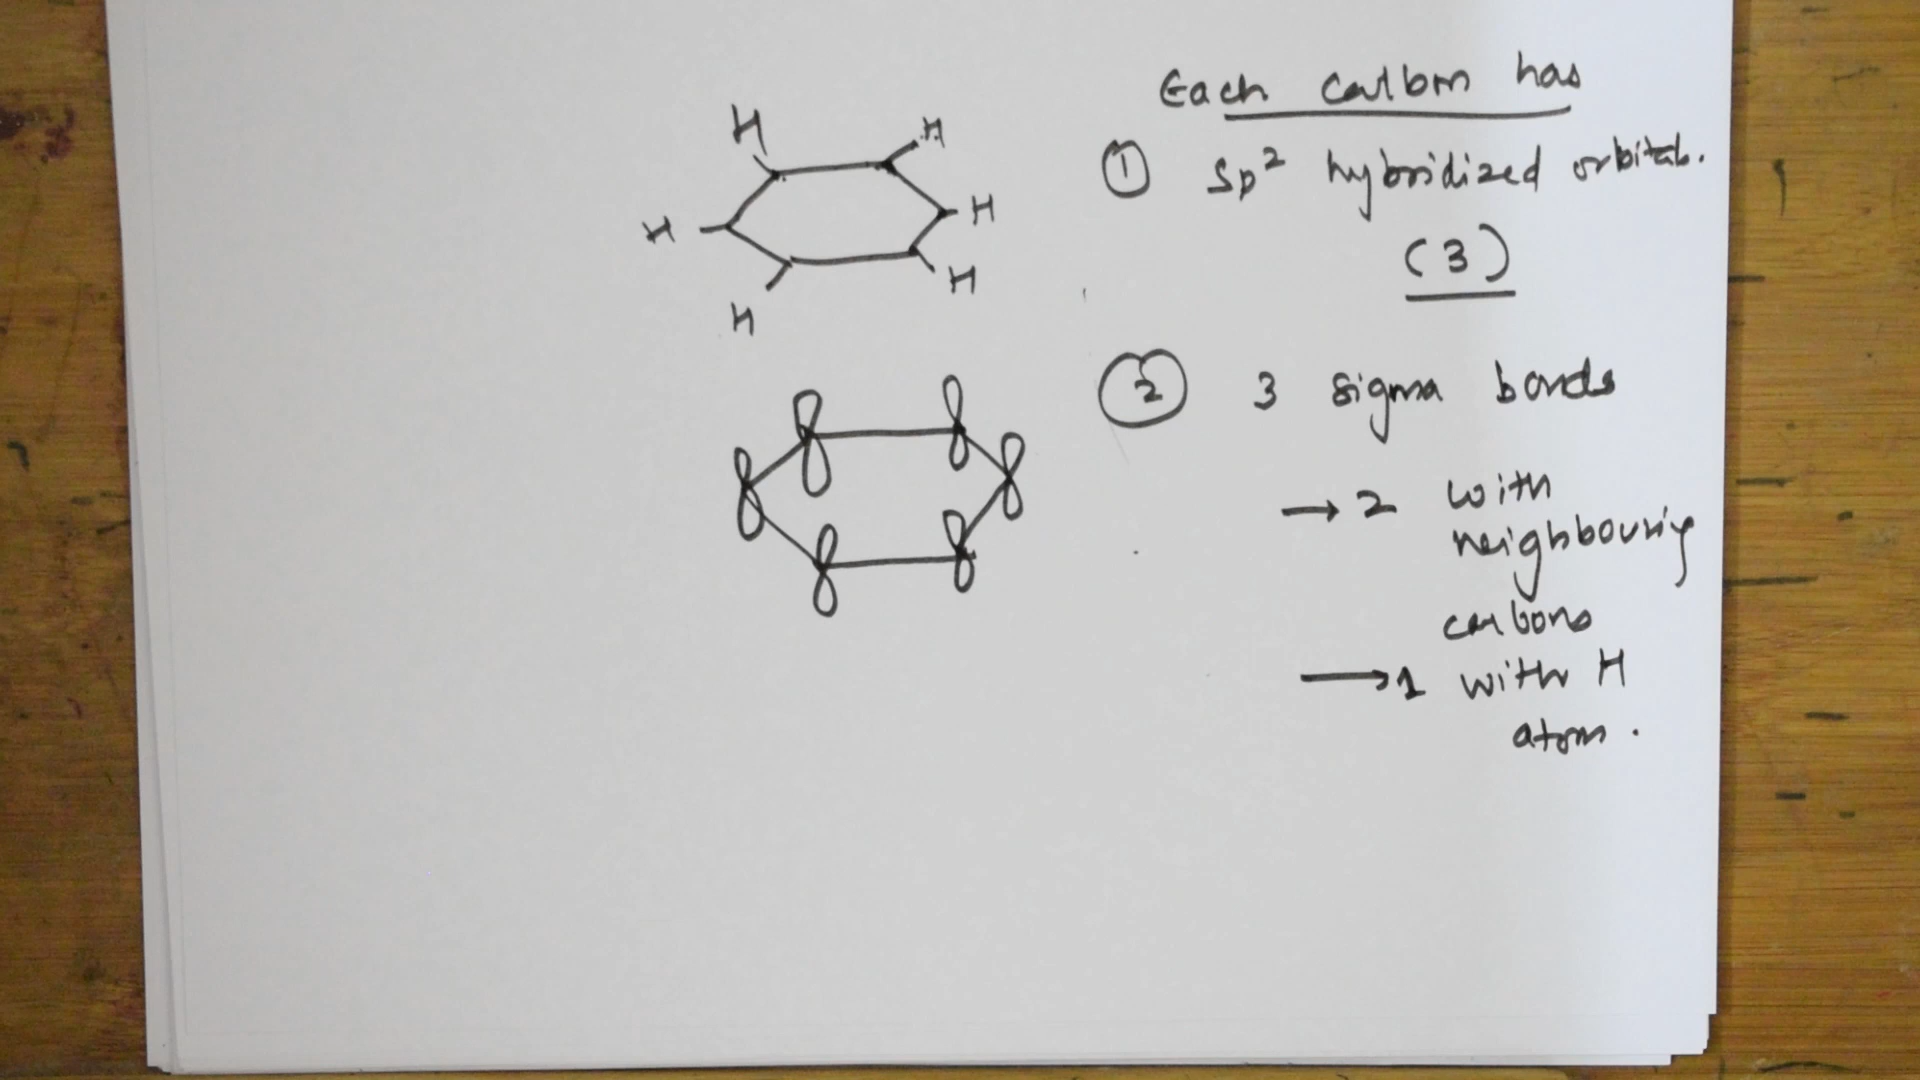 H
H
H
H
H
H
Each carbon has
① sp² hybridized orbitals.
(3)
② 3 sigma bonds
→ 2 with
neighbouring
carbons
→ 1 with H
atom.